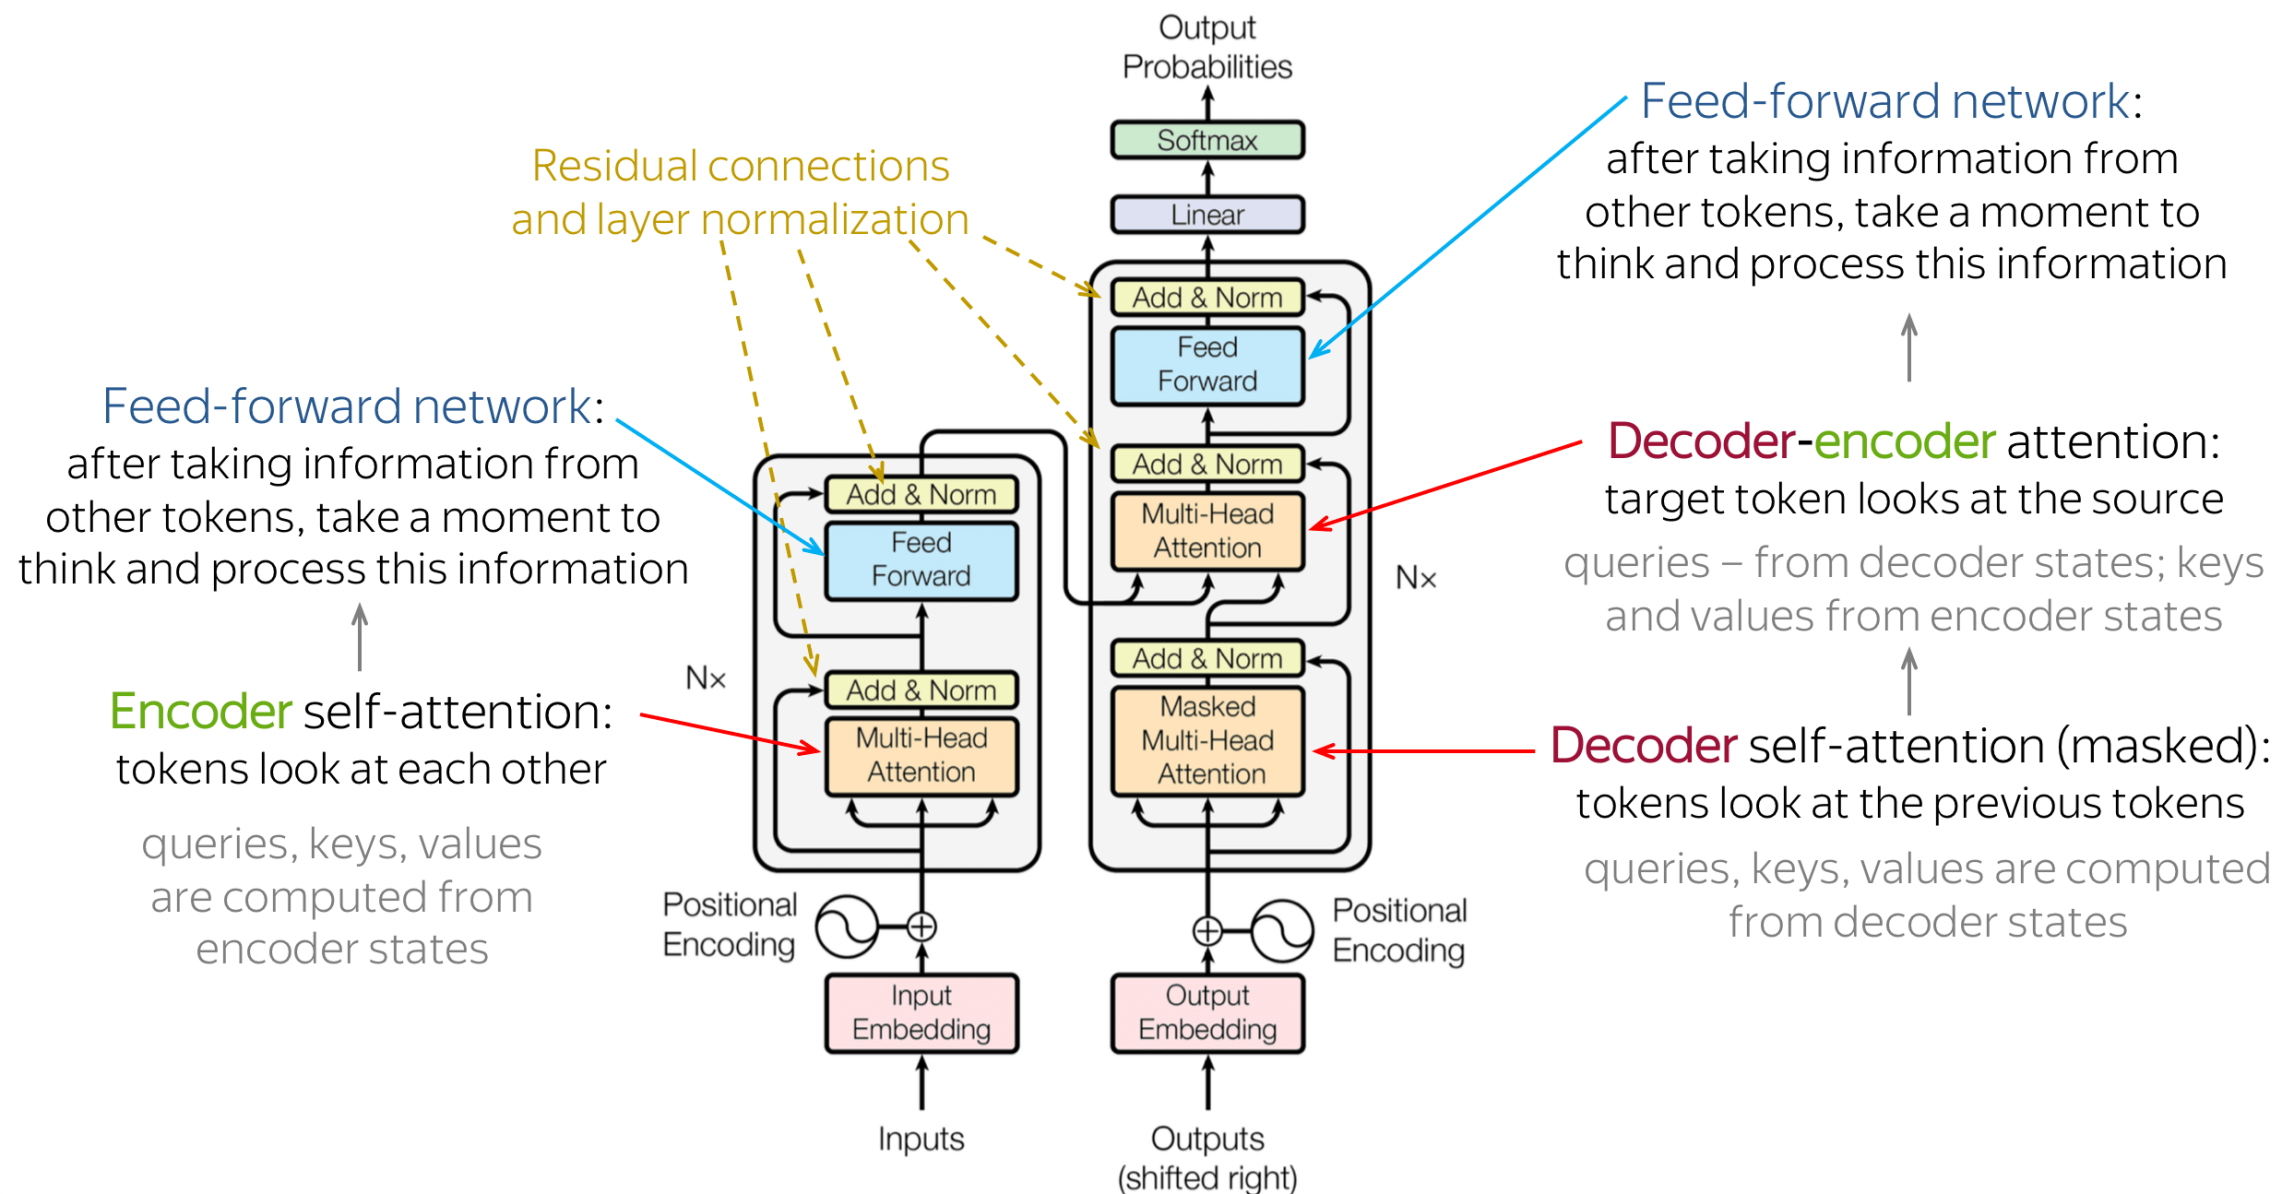 Output
Probabilities
Softmax
Linear
Add & Norm
Feed
Forward
Add & Norm
Multi-Head
Attention
N×
Add & Norm
Masked
Multi-Head
Attention
Positional
Encoding
Output
Embedding
Outputs
(shifted right)
Residual connections
and layer normalization
Add & Norm
Feed
Forward
N×
Add & Norm
Multi-Head
Attention
Positional
Encoding
Input
Embedding
Inputs
Feed-forward network:
after taking information from
other tokens, take a moment to
think and process this information
Encoder self-attention:
tokens look at each other
queries, keys, values
are computed from
encoder states
Feed-forward network:
after taking information from
other tokens, take a moment to
think and process this information
Decoder-encoder attention:
target token looks at the source
queries – from decoder states; keys
and values from encoder states
Decoder self-attention (masked):
tokens look at the previous tokens
queries, keys, values are computed
from decoder states